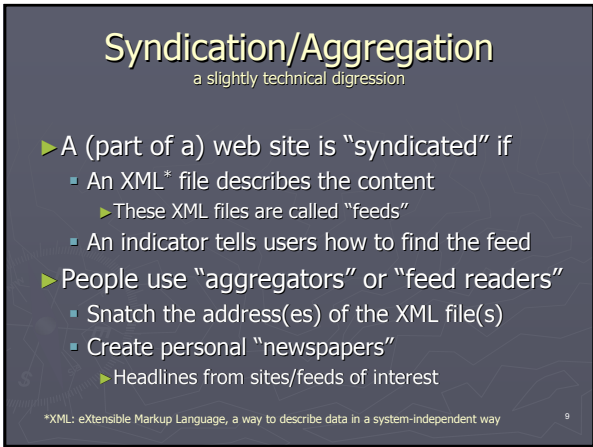 Syndication/Aggregation
a slightly technical digression
►A (part of a) web site is “syndicated” if
▪ An XML* file describes the content
►These XML files are called “feeds”
▪ An indicator tells users how to find the feed
►People use “aggregators” or “feed readers”
▪ Snatch the address(es) of the XML file(s)
▪ Create personal “newspapers”
►Headlines from sites/feeds of interest
*XML: eXtensible Markup Language, a way to describe data in a system-independent way
9